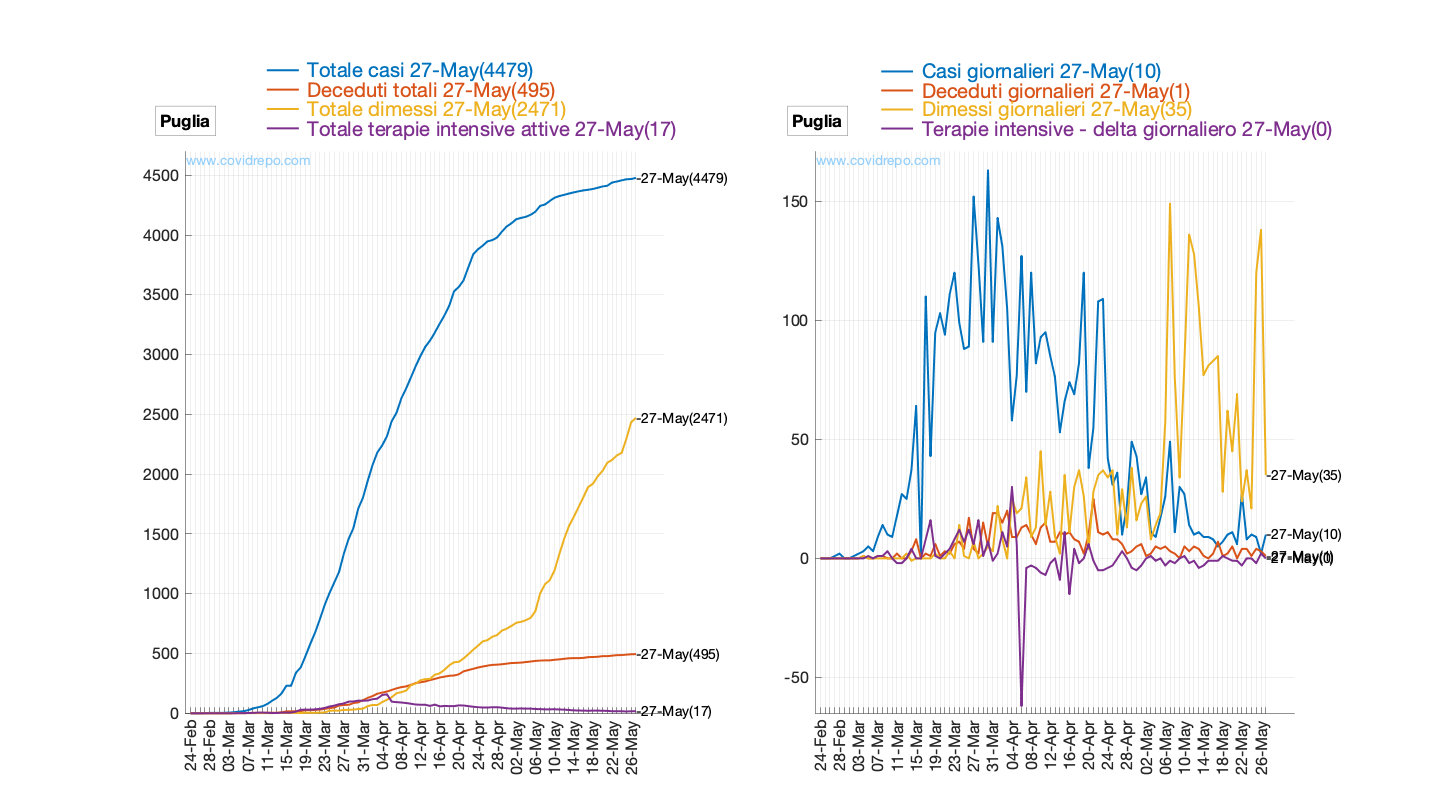 Totale casi 27-May(4479)
Deceduti totali 27-May(495)
Totale dimessi 27-May(2471)
Totale terapie intensive attive 27-May(17)
Puglia
www.covidrepo.com
4500
4000
3500
3000
2500
2000
1500
1000
500
0
-27-May(4479)
-27-May(2471)
-27-May(495)
-27-May(17)
24-Feb
28-Feb
03-Mar
07-Mar
11-Mar
15-Mar
19-Mar
23-Mar
27-Mar
31-Mar
04-Apr
08-Apr
12-Apr
16-Apr
20-Apr
24-Apr
28-Apr
02-May
06-May
10-May
14-May
18-May
22-May
26-May
Casi giornalieri 27-May(10)
Deceduti giornalieri 27-May(1)
Dimessi giornalieri 27-May(35)
Terapie intensive - delta giornaliero 27-May(0)
Puglia
www.covidrepo.com
150
100
50
0
-50
-27-May(35)
-27-May(10)
-27-May(1)
-27-May(0)
24-Feb
28-Feb
03-Mar
07-Mar
11-Mar
15-Mar
19-Mar
23-Mar
27-Mar
31-Mar
04-Apr
08-Apr
12-Apr
16-Apr
20-Apr
24-Apr
28-Apr
02-May
06-May
10-May
14-May
18-May
22-May
26-May